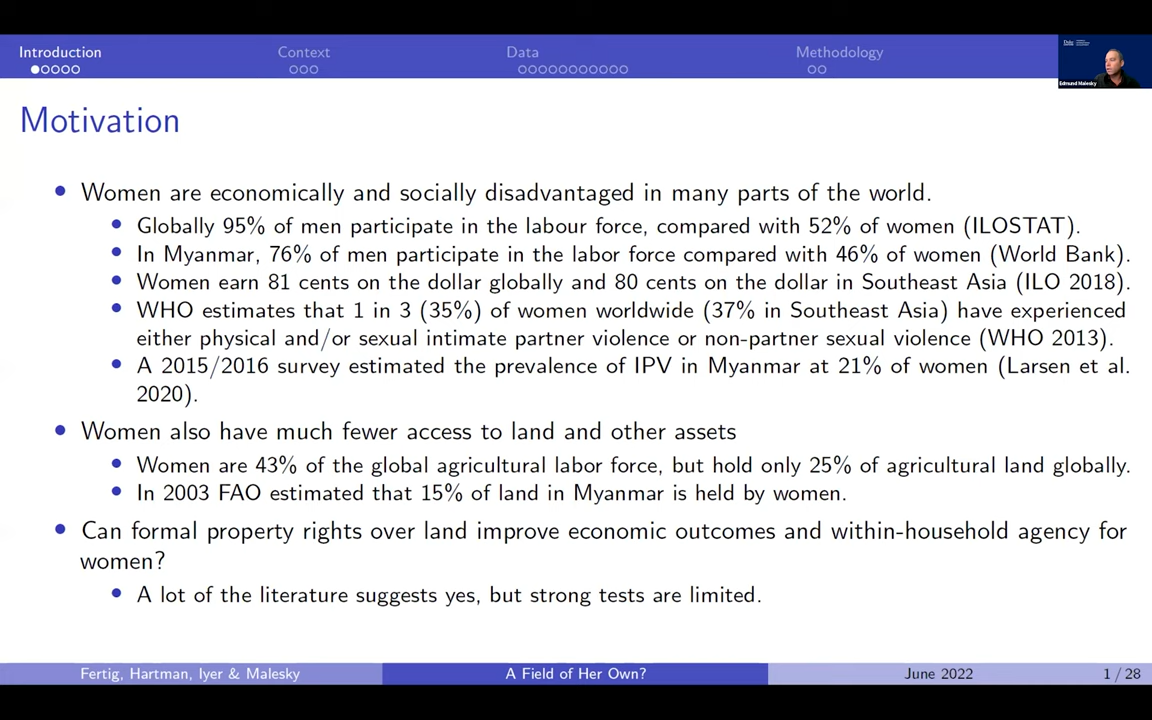 Introduction
Context
Data
Methodology
Edmund Malesky
Motivation
Women are economically and socially disadvantaged in many parts of the world.
Globally 95% of men participate in the labour force, compared with 52% of women (ILOSTAT).
In Myanmar, 76% of men participate in the labor force compared with 46% of women (World Bank).
Women earn 81 cents on the dollar globally and 80 cents on the dollar in Southeast Asia (ILO 2018).
WHO estimates that 1 in 3 (35%) of women worldwide (37% in Southeast Asia) have experienced
either physical and/or sexual intimate partner violence or non-partner sexual violence (WHO 2013).
A 2015/2016 survey estimated the prevalence of IPV in Myanmar at 21% of women (Larsen et al.
2020).
Women also have much fewer access to land and other assets
Women are 43% of the global agricultural labor force, but hold only 25% of agricultural land globally.
In 2003 FAO estimated that 15% of land in Myanmar is held by women.
Can formal property rights over land improve economic outcomes and within-household agency for
women?
A lot of the literature suggests yes, but strong tests are limited.
Fertig, Hartman, Iyer & Malesky
A Field of Her Own?
June 2022
1 / 28